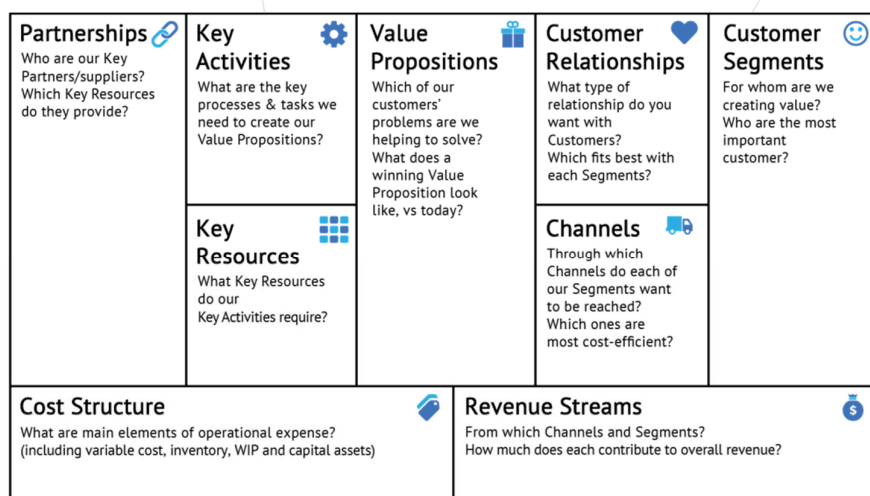 Partnerships
Who are our Key
Partners/suppliers?
Which Key Resources
do they provide?
Key
Activities
What are the key
processes & tasks we
need to create our
Value Propositions?
Key
Resources
What Key Resources
do our
Key Activities require?
Value
Propositions
Which of our
customers'
problems are we
helping to solve?
What does a
winning Value
Proposition look
like, vs today?
Customer
Relationships
What type of
relationship do you
want with
Customers?
Which fits best with
each Segments?
Channels
Through which
Channels do each of
our Segments want
to be reached?
Which ones are
most cost-efficient?
Customer
Segments
For whom are we
creating value?
Who are the most
important
customer?
Cost Structure
What are main elements of operational expense?
(including variable cost, inventory, WIP and capital assets)
Revenue Streams
$
From which Channels and Segments?
How much does each contribute to overall revenue?